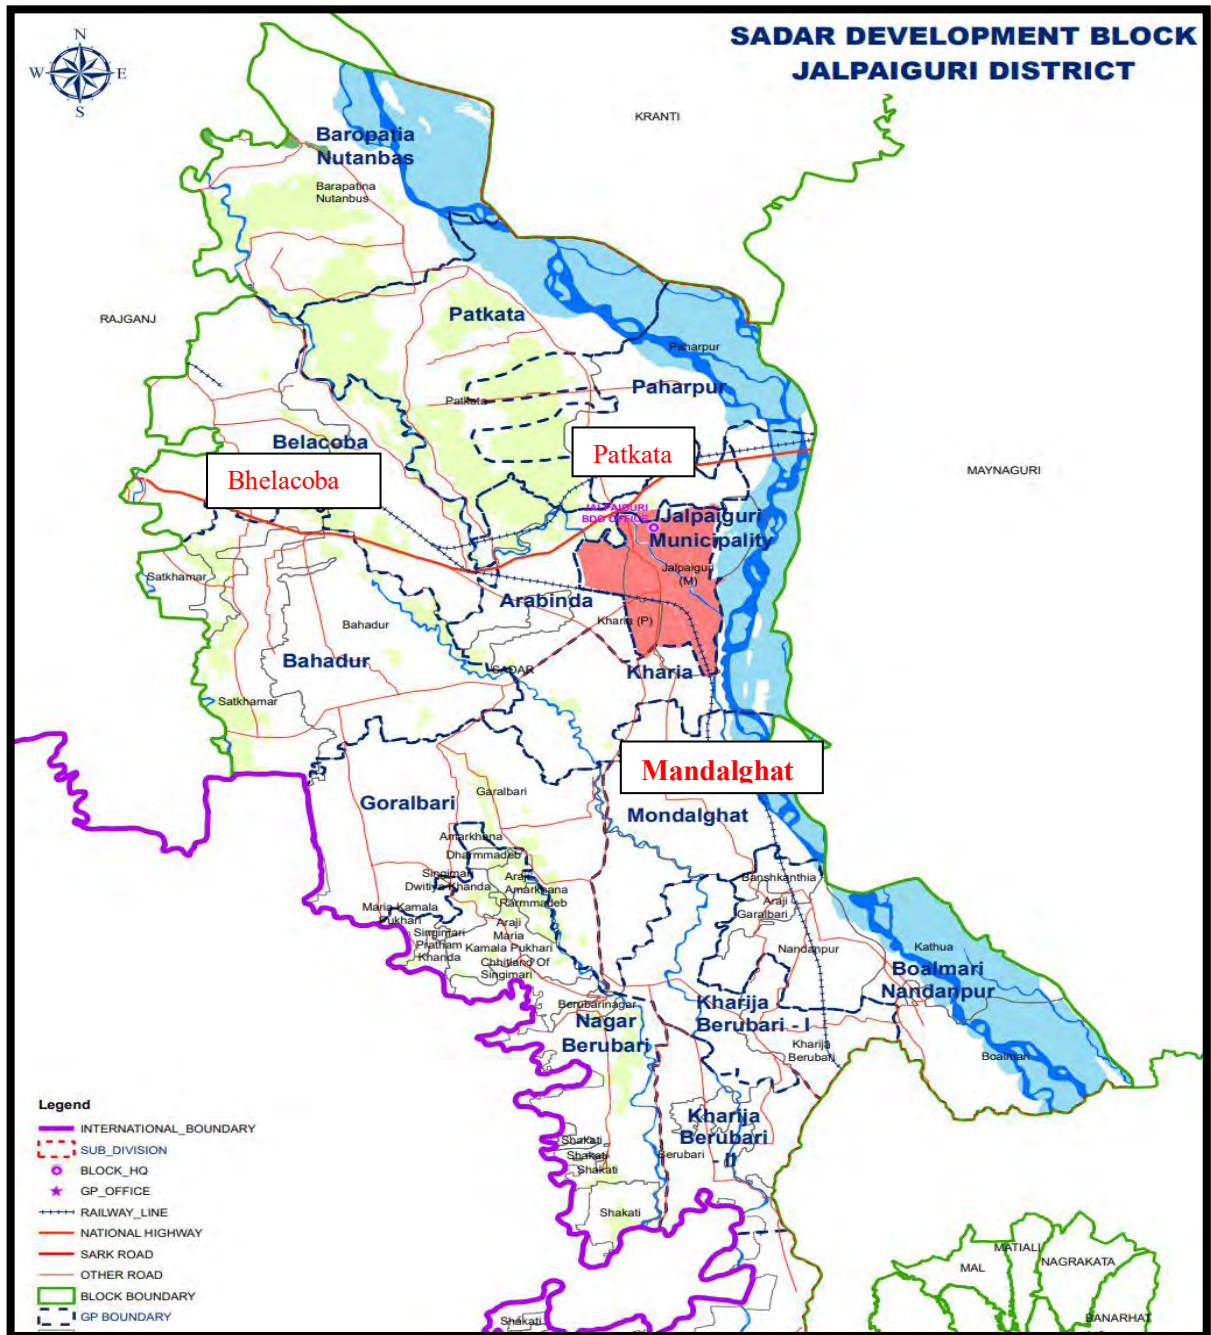 SADAR DEVELOPMENT BLOCK
JALPAIGURI DISTRICT
N
W
E
S
KRANTI
Baropatia
Nutanbas
Barapatina
Nutanbus
RAJGANJ
Patkata
Paharpur
Paharpur
Patkata
Belacoba
Patkata
Bhelacoba
MAYNAGURI
JALPAIGURI
BDO OFFICE
Jalpaiguri
Municipality
Jalpaiguri
(M)
Satkhamar
Arabinda
Kharia (P)
Bahadur
Bahadur
SADAR
Kharia
Satkhamar
Mandalghat
Goralbari
Garalbari
Mondalghat
Amarkhana
Dharmmadeb
Singimari
Dwitiya Khanda
Araji
Amarkhana
Rarmmadeb
Banshkanthia
Araji
Garalbari
Maria Kamala
Pukhari
Singimari
Pratham
Khanda
Araji
Maria
Kamala Pukhari
Chhitland Of
Singimari
Nandanpur
Kathua
Boalmari
Nandanpur
Berubarinagar
Nagar
Berubari
Kharija
Berubari - I
Kharija
Berubari
Boalmari
Kharija
Berubari
- II
Berubari
Shakati
Shakati
Shakati
Shakati
Shakati
Legend
INTERNATIONAL_BOUNDARY
SUB_DIVISION
BLOCK_HQ
GP_OFFICE
RAILWAY_LINE
NATIONAL HIGHWAY
SARK ROAD
OTHER ROAD
BLOCK BOUNDARY
GP BOUNDARY
MATIALI
MAL
NAGRAKATA
BANARHAT